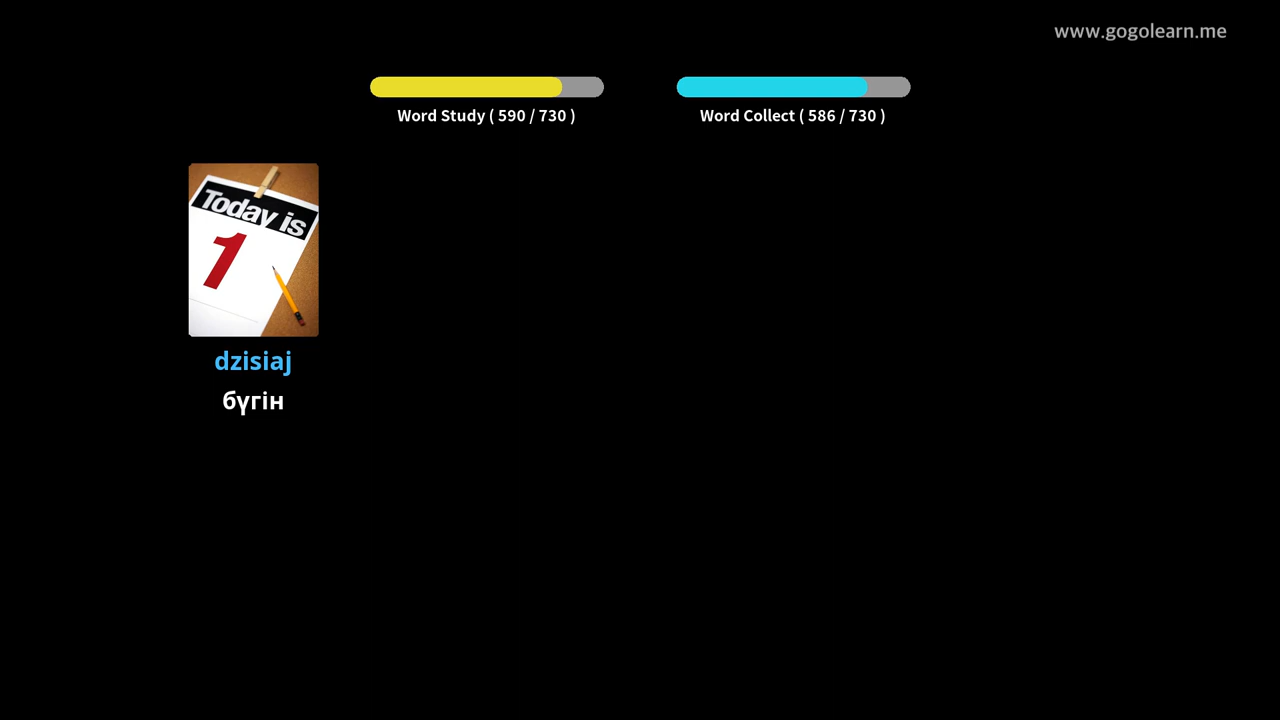 www.gogolearn.me
Word Study ( 590 / 730 )
Word Collect ( 586 / 730 )
Today is
1
dzisiaj
бүгін